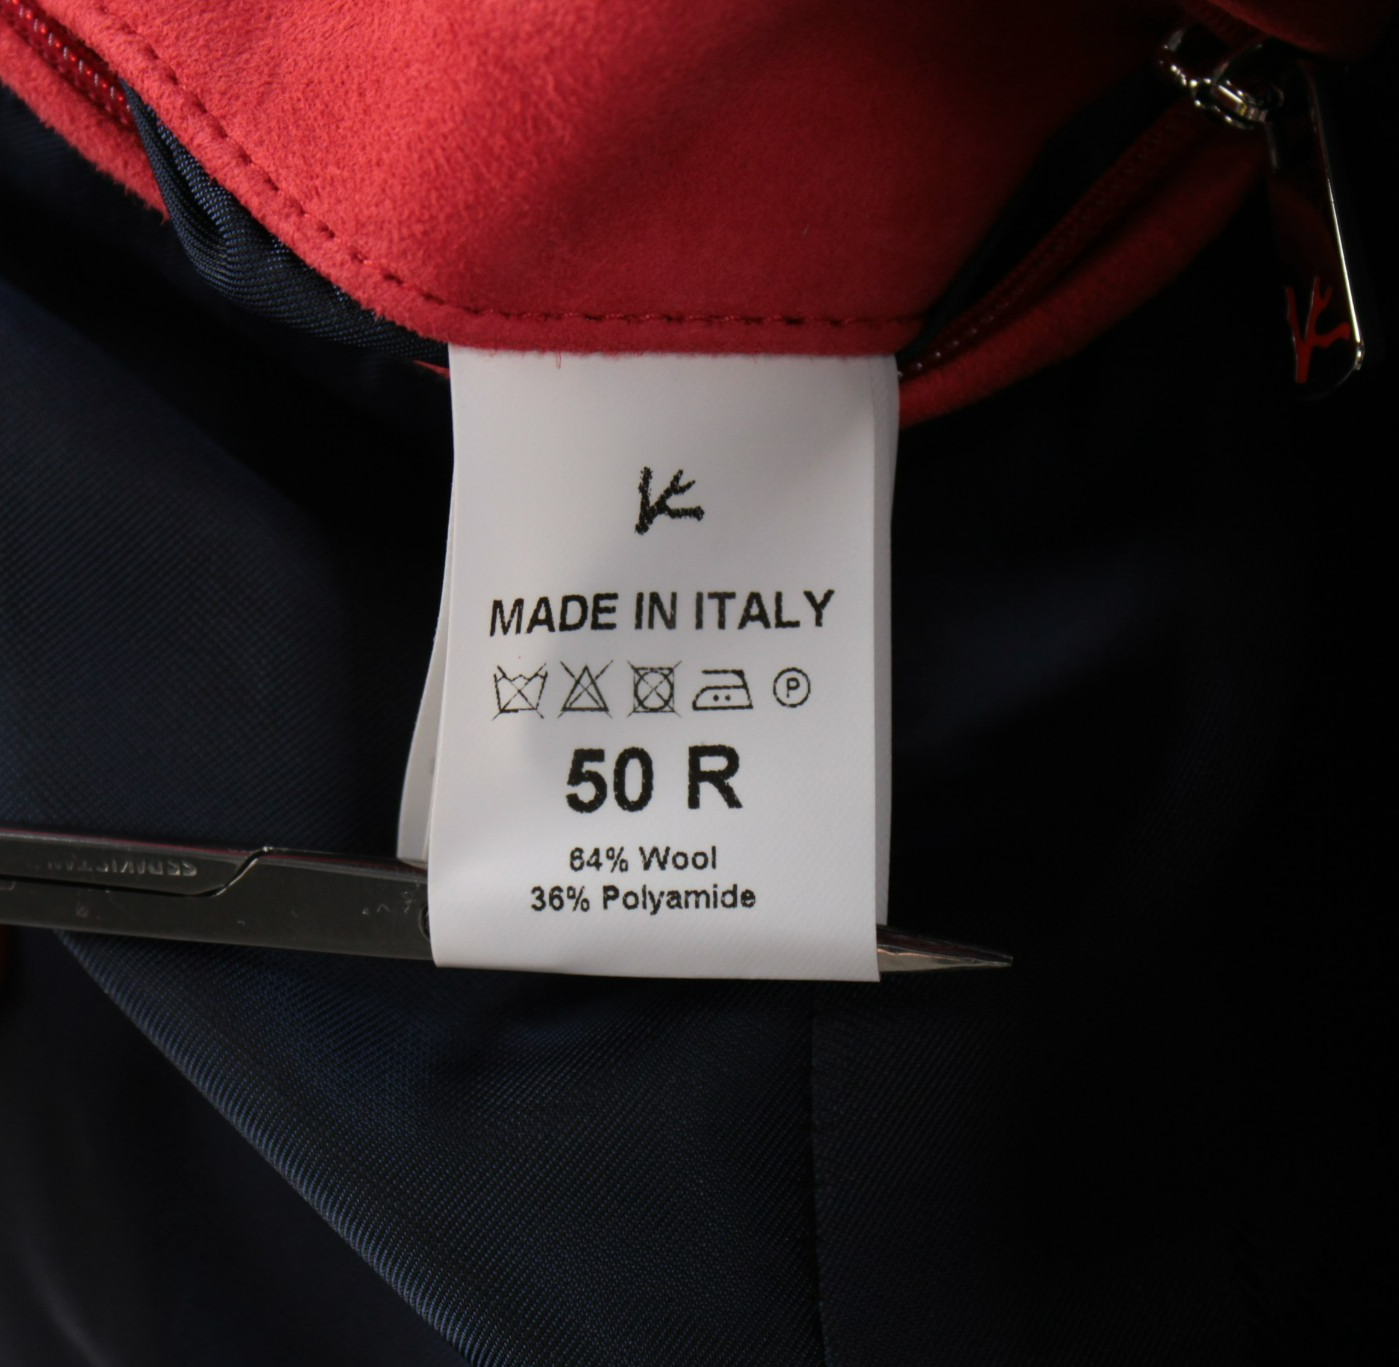 MADE IN ITALY
P
50 R
64% Wool
36% Polyamide